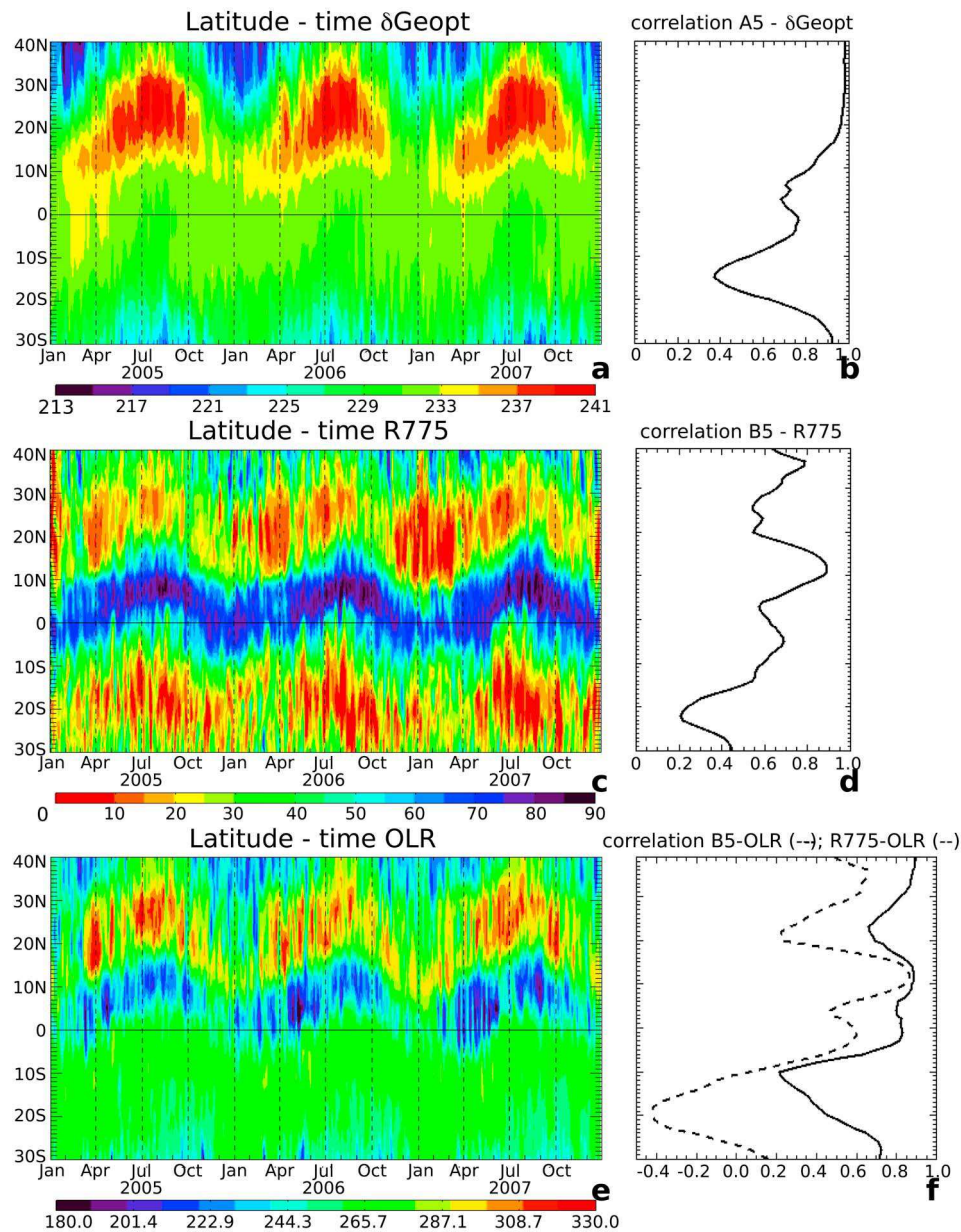 Latitude - time δGeopt
correlation A5 - δGeopt
40N
30N
20N
10N
0
10S
20S
30S
Jan Apr Jul Oct Jan Apr Jul Oct Jan Apr Jul Oct
2005 2006 2007
a
0 0.2 0.4 0.6 0.8 1.0
b
213 217 221 225 229 233 237 241
Latitude - time R775
correlation B5 - R775
40N
30N
20N
10N
0
10S
20S
30S
Jan Apr Jul Oct Jan Apr Jul Oct Jan Apr Jul Oct
2005 2006 2007
c
0 0.2 0.4 0.6 0.8 1.0
d
0 10 20 30 40 50 60 70 80 90
Latitude - time OLR
correlation B5-OLR (--); R775-OLR (--)
40N
30N
20N
10N
0
10S
20S
30S
Jan Apr Jul Oct Jan Apr Jul Oct Jan Apr Jul Oct
2005 2006 2007
e
-0.4 -0.2 0.0 0.2 0.4 0.6 0.8 1.0
f
180.0 201.4 222.9 244.3 265.7 287.1 308.7 330.0